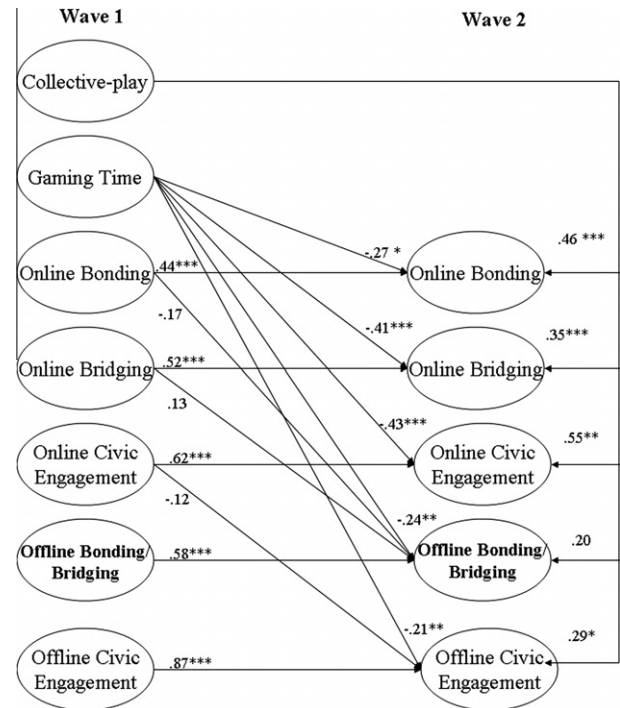 Wave 1
Wave 2
Collective-play
Gaming Time
-.27 *
.46 ***
Online Bonding
.44***
Online Bonding
-.17
-.41***
.35***
Online Bridging
.52***
Online Bridging
.13
-.43***
.55**
Online Civic
Engagement
.62***
Online Civic
Engagement
-.12
-.24**
.20
Offline Bonding/
Bridging
.58***
Offline Bonding/
Bridging
-.21**
.29*
Offline Civic
Engagement
.87***
Offline Civic
Engagement